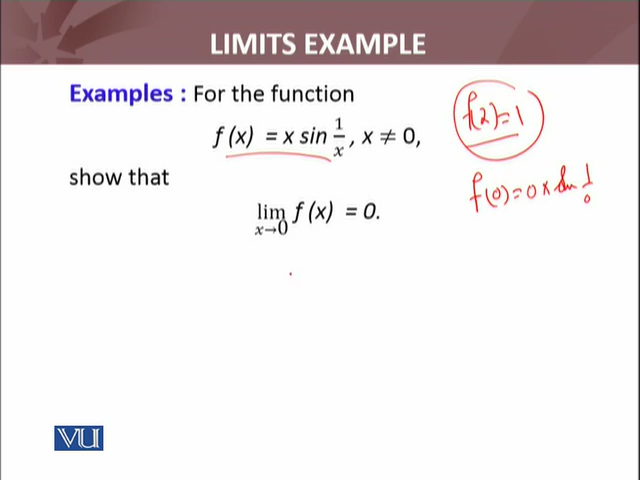 LIMITS EXAMPLE
Examples : For the function
f (x) = x sin 1/x , x ≠ 0,
show that
lim x→0 f (x) = 0.
f(2)=1
f(0)=0 x sin 1/0
VU